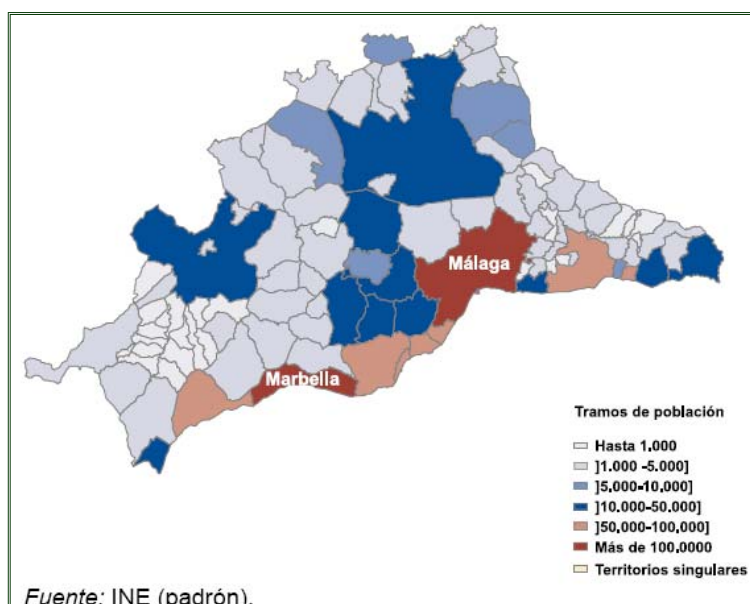 Málaga
Marbella
Tramos de población
Hasta 1.000
]1.000 -5.000]
]5.000-10.000]
]10.000-50.000]
]50.000-100.000]
Más de 100.0000
Territorios singulares
Fuente: INE (padrón).